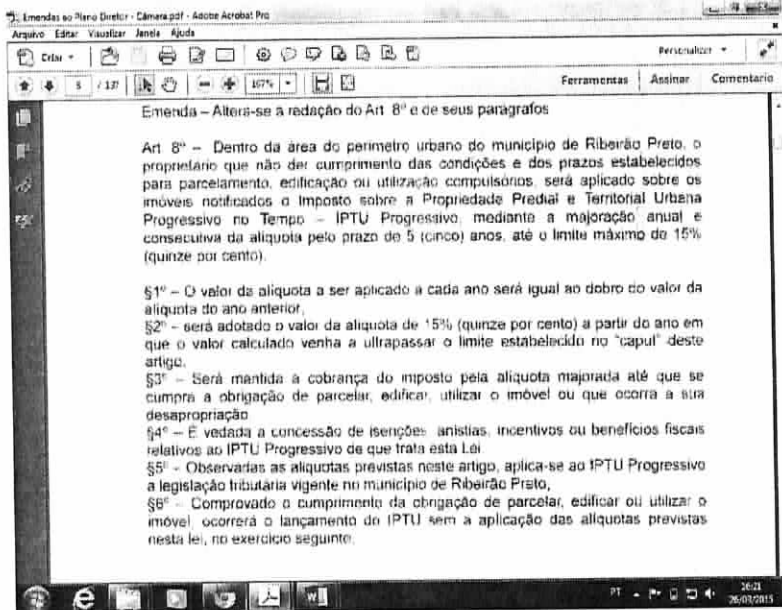 Emendas ao Plano Diretor - Câmara.pdf - Adobe Acrobat Pro
Arquivo Editar Visualizar Janela Ajuda
Criar Personalizar
5 / 137 167% Ferramentas Assinar Comentário
Emenda – Altera-se a redação do Art. 8º e de seus parágrafos
Art. 8º – Dentro da área do perímetro urbano do município de Ribeirão Preto, o
proprietário que não der cumprimento das condições e dos prazos estabelecidos
para parcelamento, edificação ou utilização compulsórios, será aplicado sobre os
imóveis notificados o Imposto sobre a Propriedade Predial e Territorial Urbana
Progressivo no Tempo – IPTU Progressivo, mediante a majoração anual e
consecutiva da alíquota pelo prazo de 5 (cinco) anos, até o limite máximo de 15%
(quinze por cento).
§1º – O valor da alíquota a ser aplicado a cada ano será igual ao dobro do valor da
alíquota do ano anterior,
§2º – será adotado o valor da alíquota de 15% (quinze por cento) a partir do ano em
que o valor calculado venha a ultrapassar o limite estabelecido no "caput" deste
artigo.
§3º – Será mantida a cobrança do imposto pela alíquota majorada até que se
cumpra a obrigação de parcelar, edificar, utilizar o imóvel ou que ocorra a sua
desapropriação
§4º – É vedada a concessão de isenções, anistias, incentivos ou benefícios fiscais
relativos ao IPTU Progressivo de que trata esta Lei.
§5º – Observadas as alíquotas previstas neste artigo, aplica-se ao IPTU Progressivo
a legislação tributária vigente no município de Ribeirão Preto,
§6º – Comprovado o cumprimento da obrigação de parcelar, edificar ou utilizar o
imóvel, ocorrerá o lançamento do IPTU sem a aplicação das alíquotas previstas
nesta lei, no exercício seguinte.
PT 16:21
26/03/2015